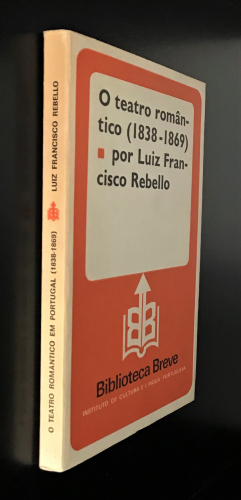 O TEATRO ROMÂNTICO EM PORTUGAL (1838-1869) LUIZ FRANCISCO REBELLO
O teatro român-
tico (1838-1869)
por Luiz Fran-
cisco Rebello
BB
Biblioteca Breve
INSTITUTO DE CULTURA E LÍNGUA PORTUGUESA